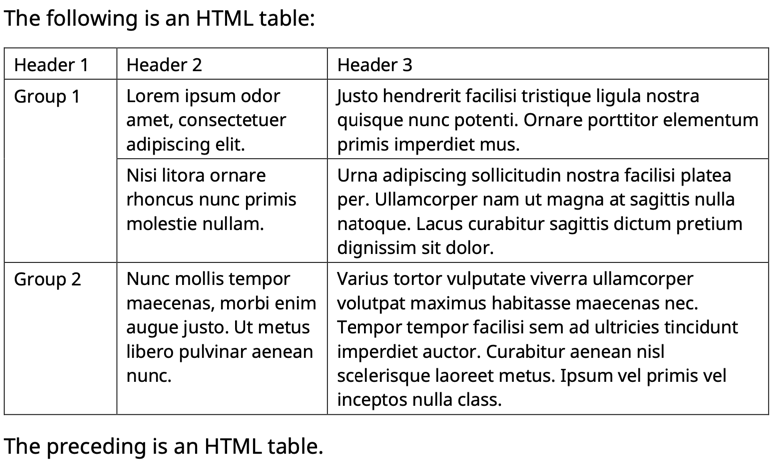 The following is an HTML table:
Header 1 Header 2 Header 3
Group 1
Lorem ipsum odor
amet, consectetuer
adipiscing elit.
Justo hendrerit facilisi tristique ligula nostra
quisque nunc potenti. Ornare porttitor elementum
primis imperdiet mus.
Nisi litora ornare
rhoncus nunc primis
molestie nullam.
Urna adipiscing sollicitudin nostra facilisi platea
per. Ullamcorper nam ut magna at sagittis nulla
natoque. Lacus curabitur sagittis dictum pretium
dignissim sit dolor.
Group 2
Nunc mollis tempor
maecenas, morbi enim
augue justo. Ut metus
libero pulvinar aenean
nunc.
Varius tortor vulputate viverra ullamcorper
volutpat maximus habitasse maecenas nec.
Tempor tempor facilisi sem ad ultricies tincidunt
imperdiet auctor. Curabitur aenean nisl
scelerisque laoreet metus. Ipsum vel primis vel
inceptos nulla class.
The preceding is an HTML table.